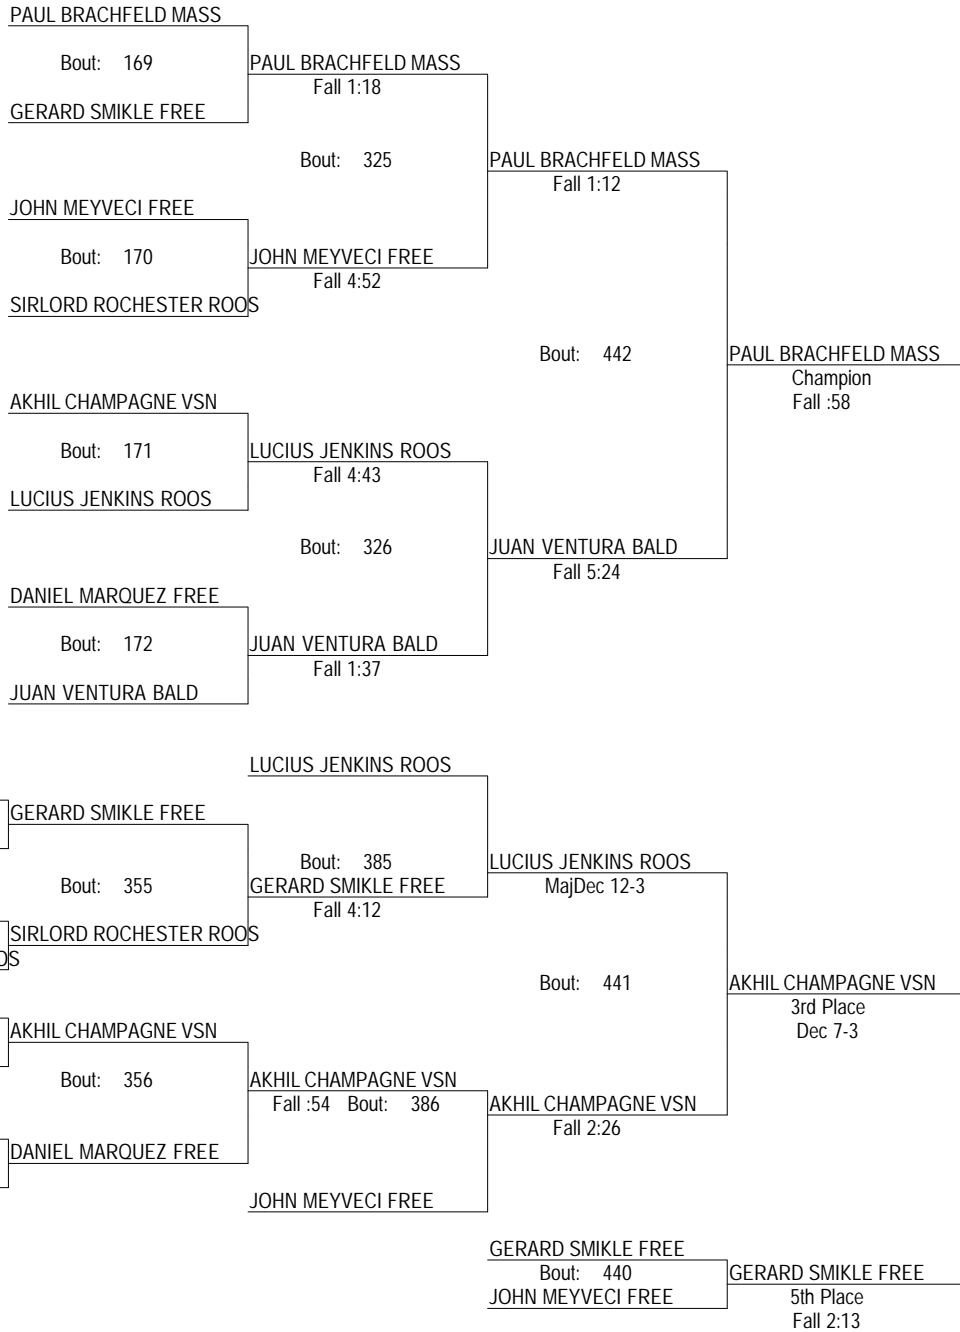 PAUL BRACHFELD MASS
Bout: 169
PAUL BRACHFELD MASS
Fall 1:18
GERARD SMIKLE FREE
Bout: 325
PAUL BRACHFELD MASS
Fall 1:12
JOHN MEYVECI FREE
Bout: 170
JOHN MEYVECI FREE
Fall 4:52
SIRLORD ROCHESTER ROOS
Bout: 442
PAUL BRACHFELD MASS
Champion
Fall :58
AKHIL CHAMPAGNE VSN
Bout: 171
LUCIUS JENKINS ROOS
Fall 4:43
LUCIUS JENKINS ROOS
Bout: 326
JUAN VENTURA BALD
Fall 5:24
DANIEL MARQUEZ FREE
Bout: 172
JUAN VENTURA BALD
Fall 1:37
JUAN VENTURA BALD
LUCIUS JENKINS ROOS
GERARD SMIKLE FREE
Bout: 385
LUCIUS JENKINS ROOS
Bout: 355
GERARD SMIKLE FREE
MajDec 12-3
Fall 4:12
SIRLORD ROCHESTER ROOS
OS
Bout: 441
AKHIL CHAMPAGNE VSN
3rd Place
Dec 7-3
AKHIL CHAMPAGNE VSN
Bout: 356
AKHIL CHAMPAGNE VSN
Fall :54 Bout: 386
AKHIL CHAMPAGNE VSN
Fall 2:26
DANIEL MARQUEZ FREE
JOHN MEYVECI FREE
GERARD SMIKLE FREE
Bout: 440
GERARD SMIKLE FREE
JOHN MEYVECI FREE
5th Place
Fall 2:13